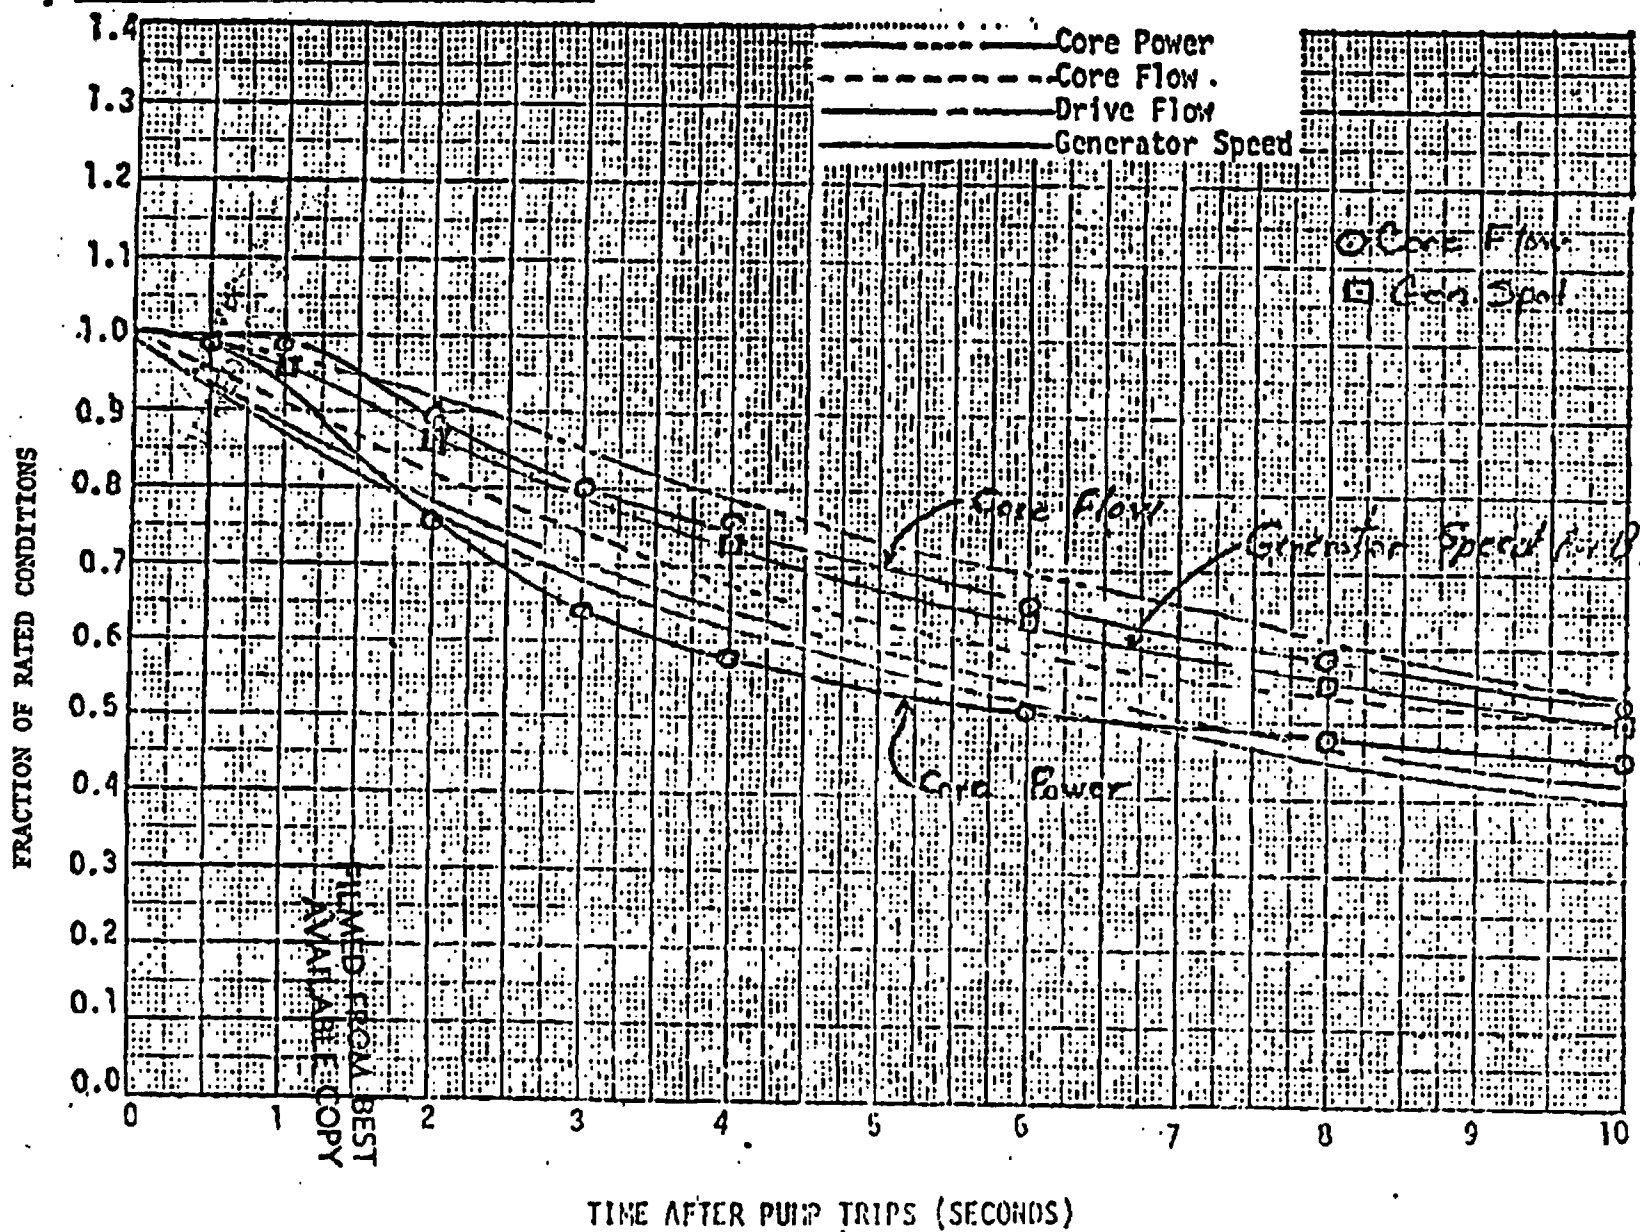 1.4
1.3
1.2
1.1
1.0
0.9
0.8
0.7
0.6
0.5
0.4
0.3
0.2
0.1
0.0
FRACTION OF RATED CONDITIONS
Core Power
Core Flow
Drive Flow
Generator Speed
Core Flow
Gen. Spd
Core Flow
Generator Speed
Core Power
FILMED FROM BEST
AVAILABLE COPY
0 1 2 3 4 5 6 7 8 9 10
TIME AFTER PUMP TRIPS (SECONDS)